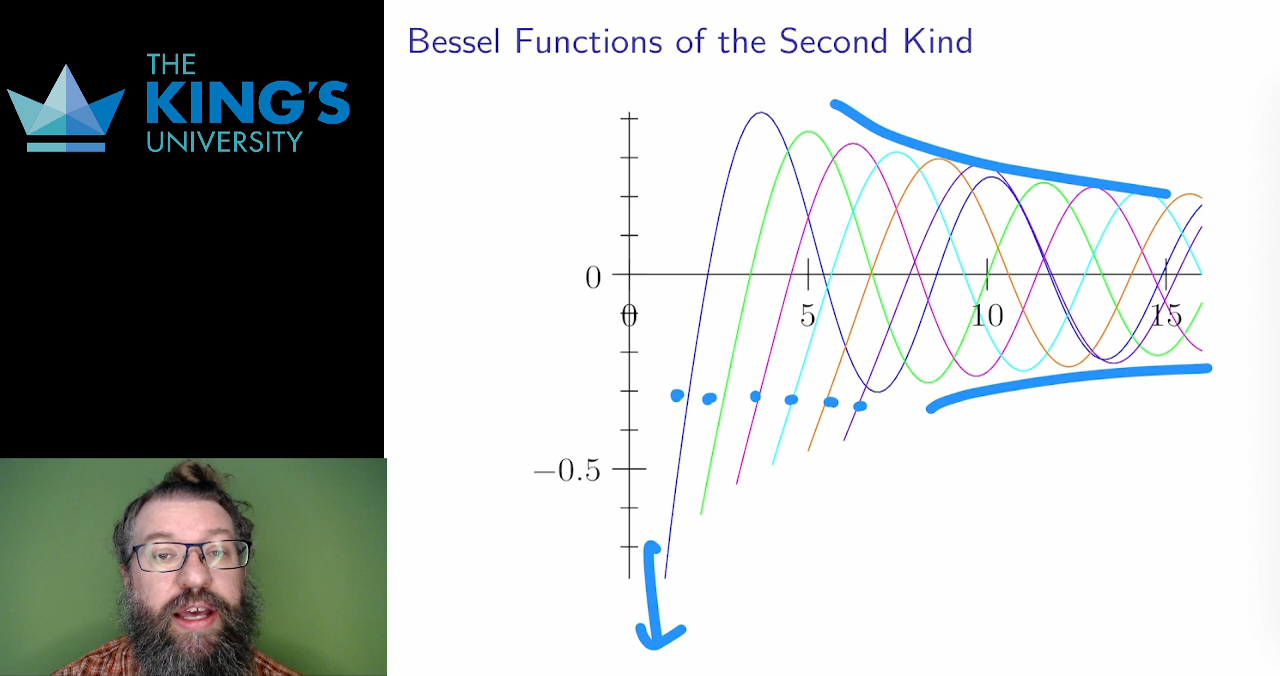 THE
KING'S
UNIVERSITY
Bessel Functions of the Second Kind
0
0 5 10 15
−0.5